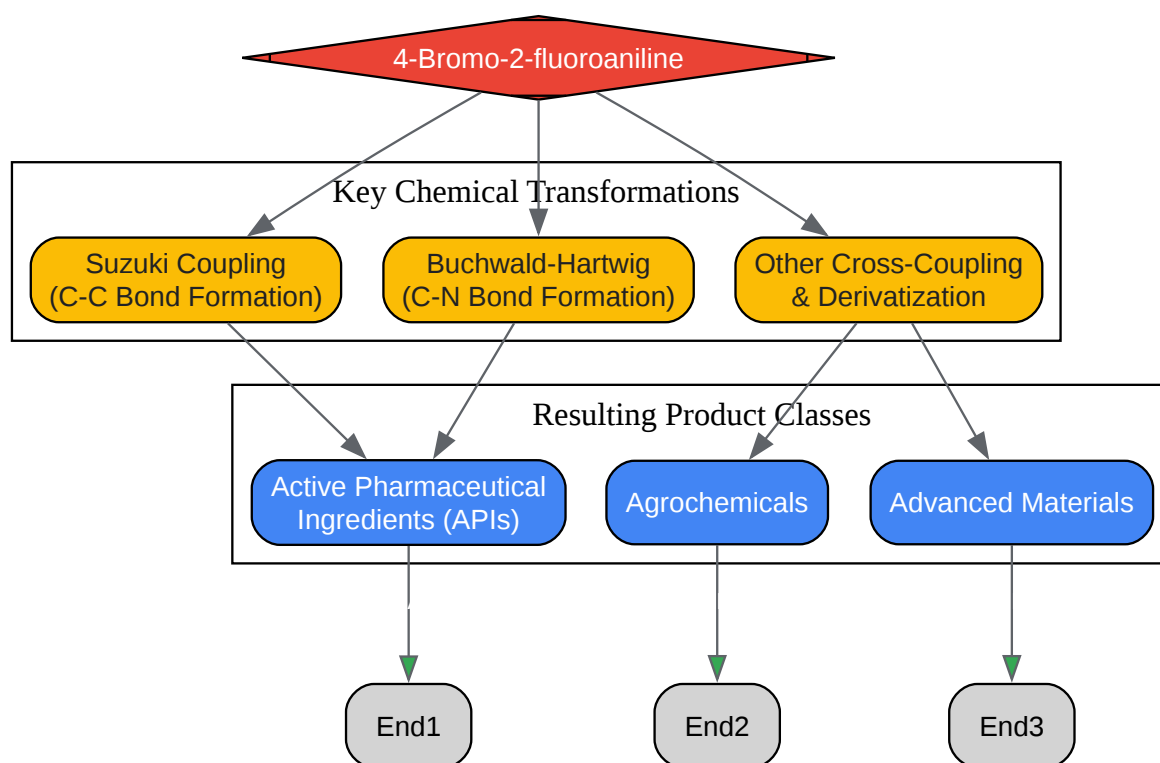 4-Bromo-2-fluoroaniline
Key Chemical Transformations
Suzuki Coupling
(C-C Bond Formation)
Buchwald-Hartwig
(C-N Bond Formation)
Other Cross-Coupling
& Derivatization
Resulting Product Classes
Active Pharmaceutical
Ingredients (APIs)
Agrochemicals
Advanced Materials
End1
End2
End3